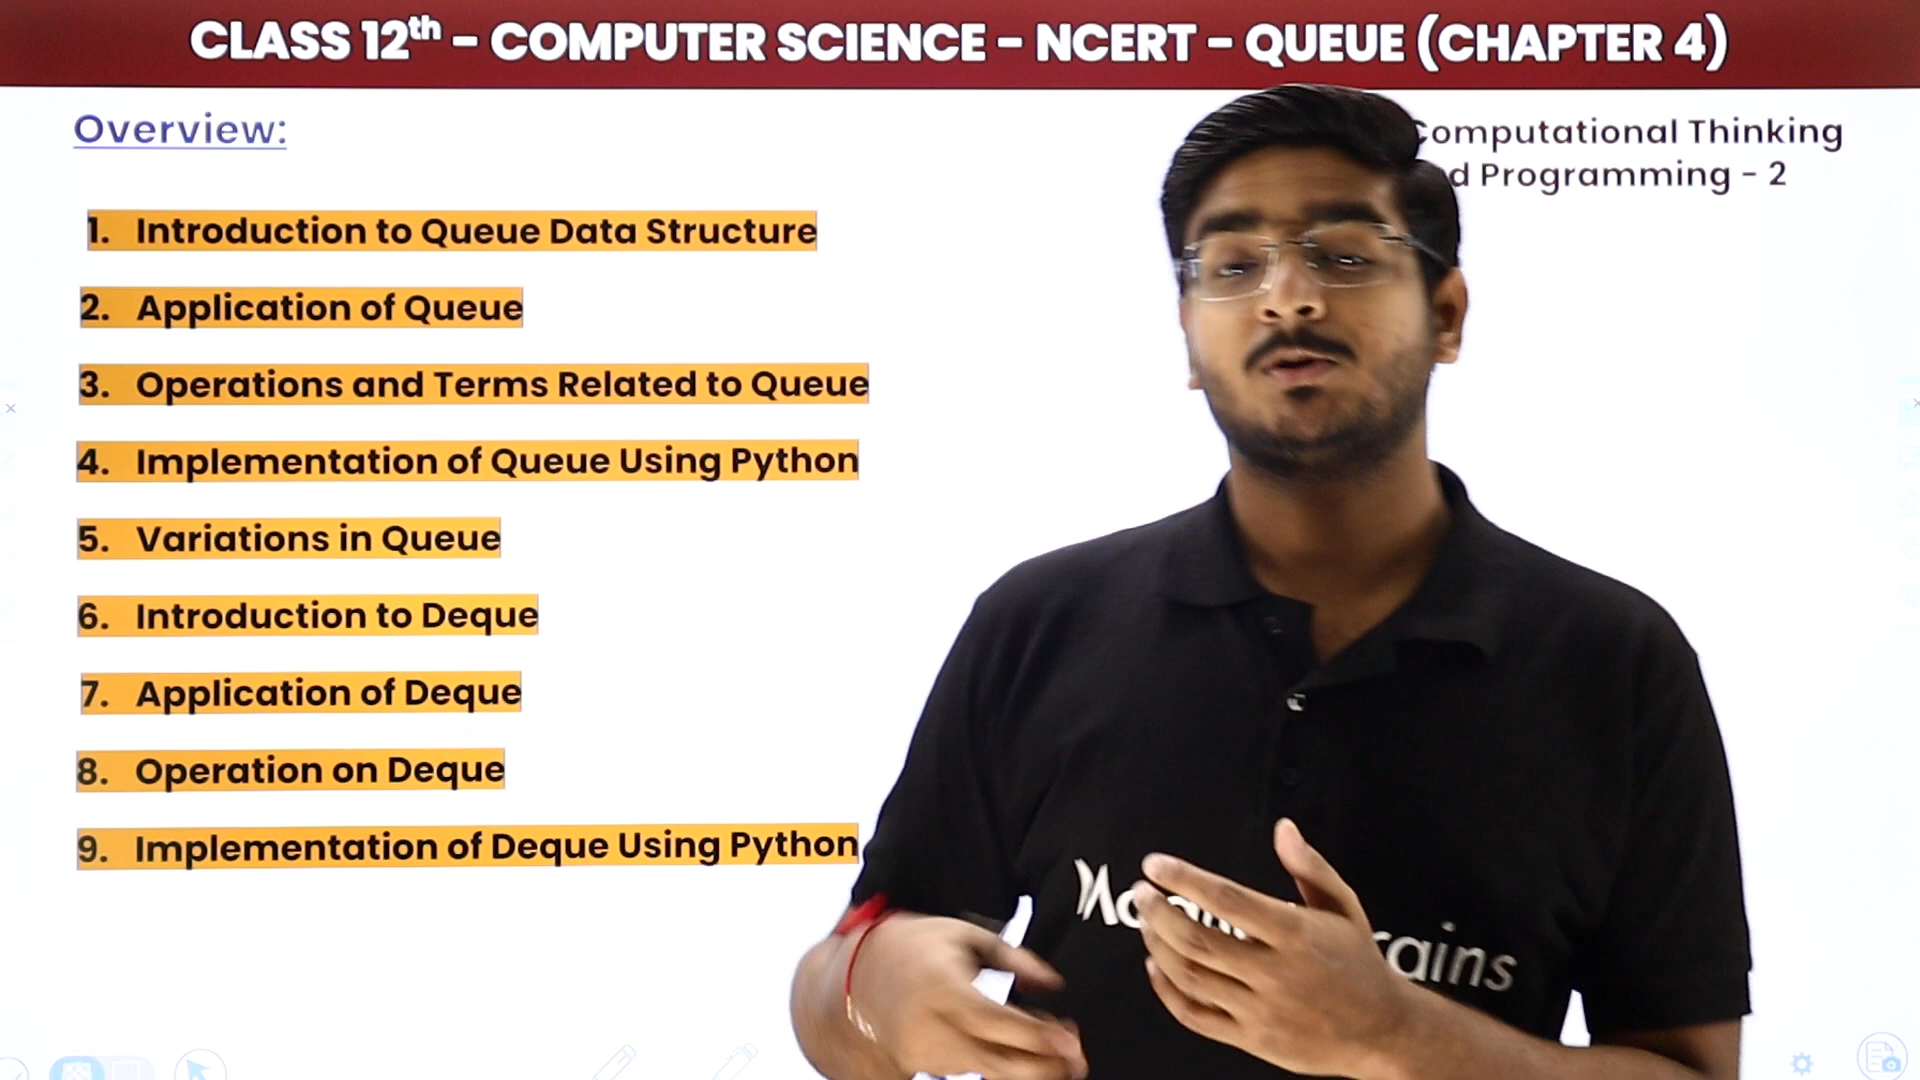 CLASS 12th - COMPUTER SCIENCE - NCERT - QUEUE (CHAPTER 4)
Overview:
Computational Thinking
Programming - 2
1. Introduction to Queue Data Structure
2. Application of Queue
3. Operations and Terms Related to Queue
4. Implementation of Queue Using Python
5. Variations in Queue
6. Introduction to Deque
7. Application of Deque
8. Operation on Deque
9. Implementation of Deque Using Python